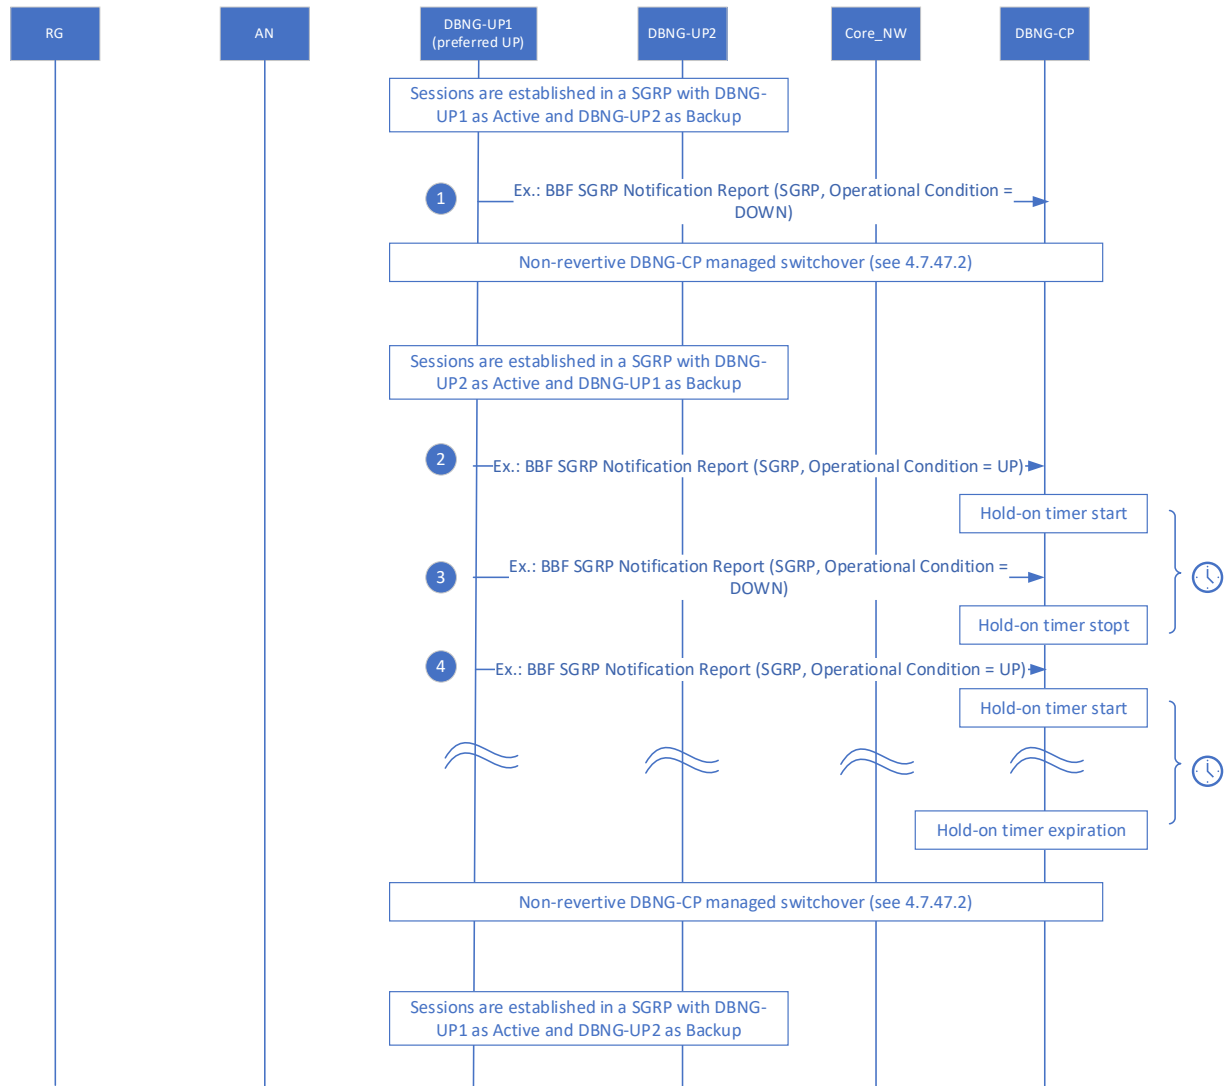 RG
AN
DBNG-UP1
(preferred UP)
DBNG-UP2
Core_NW
DBNG-CP
Sessions are established in a SGRP with DBNG-
UP1 as Active and DBNG-UP2 as Backup
1
Ex.: BBF SGRP Notification Report (SGRP, Operational Condition =
DOWN)
Non-revertive DBNG-CP managed switchover (see 4.7.47.2)
Sessions are established in a SGRP with DBNG-
UP2 as Active and DBNG-UP1 as Backup
2
Ex.: BBF SGRP Notification Report (SGRP, Operational Condition = UP)
Hold-on timer start
3
Ex.: BBF SGRP Notification Report (SGRP, Operational Condition =
DOWN)
Hold-on timer stopt
4
Ex.: BBF SGRP Notification Report (SGRP, Operational Condition = UP)
Hold-on timer start
Hold-on timer expiration
Non-revertive DBNG-CP managed switchover (see 4.7.47.2)
Sessions are established in a SGRP with DBNG-
UP1 as Active and DBNG-UP2 as Backup